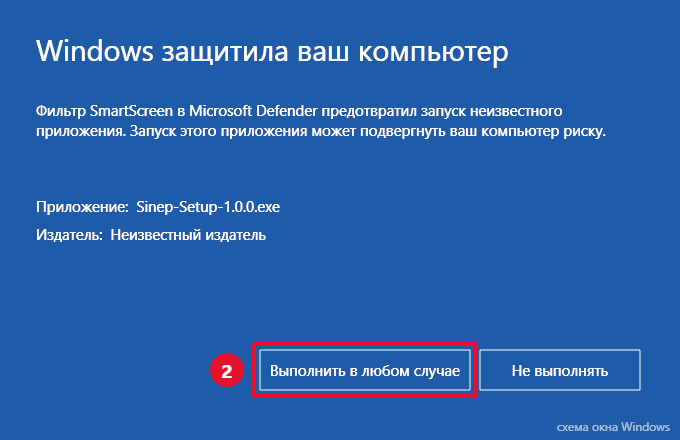 Windows защитила ваш компьютер
Фильтр SmartScreen в Microsoft Defender предотвратил запуск неизвестного
приложения. Запуск этого приложения может подвергнуть ваш компьютер риску.
Приложение: Sinep-Setup-1.0.0.exe
Издатель: Неизвестный издатель
2
Выполнить в любом случае
Не выполнять
схема окна Windows